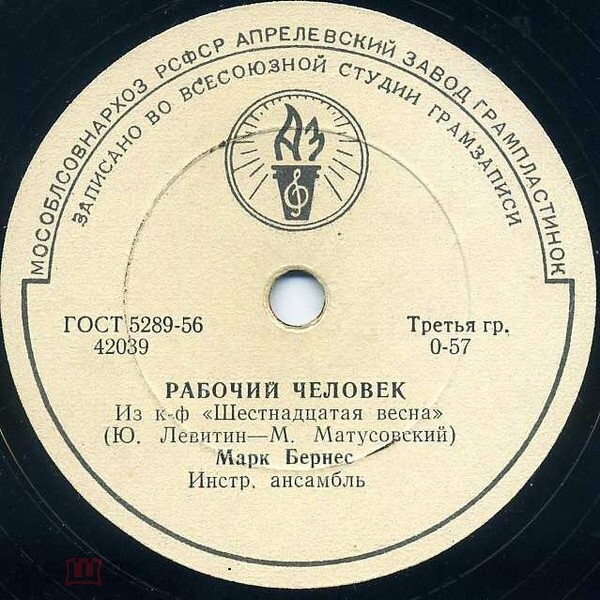 МОСОБЛСОВНАРХОЗ РСФСР АПРЕЛЕВСКИЙ ЗАВОД ГРАМПЛАСТИНОК
ЗАПИСАНО ВО ВСЕСОЮЗНОЙ СТУДИИ ГРАМЗАПИСИ
АЗ
ГОСТ 5289-56
42039
Третья гр.
0-57
РАБОЧИЙ ЧЕЛОВЕК
Из к-ф «Шестнадцатая весна»
(Ю. Левитин—М. Матусовский)
Марк Бернес
Инстр. ансамбль